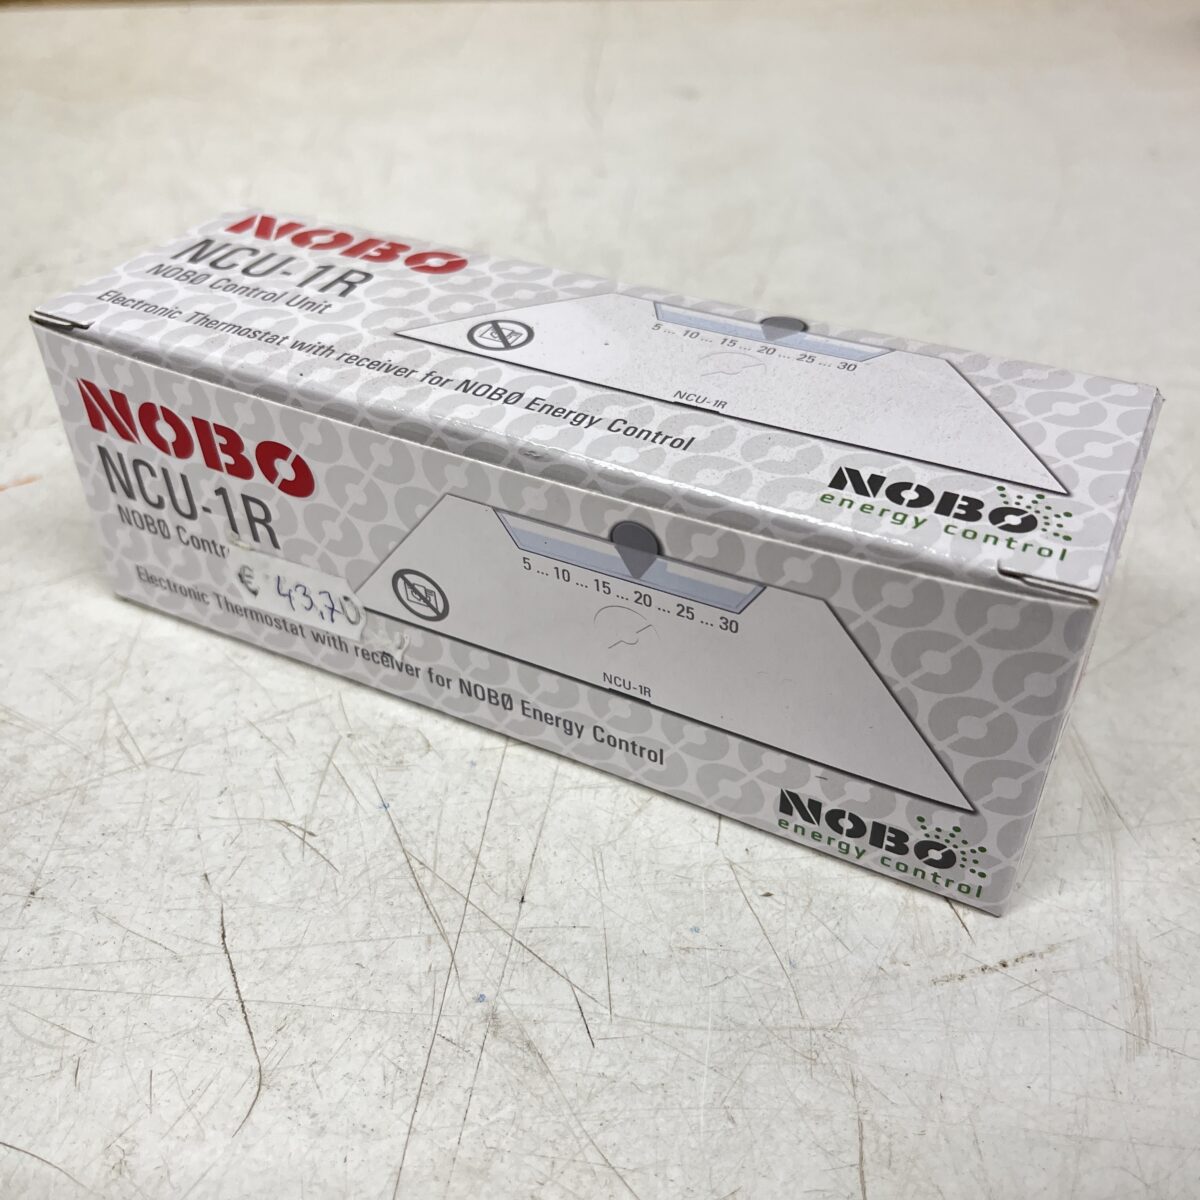 NOBO
NCU-1R
NOBØ Control Unit
Electronic Thermostat with receiver for NOBØ Energy Control
5 ... 10 ... 15 ... 20 ... 25 ... 30
NCU-1R
NOBO
energy control
NOBO
NCU-1R
NOBØ Contr
€ 43,70
Electronic Thermostat with receiver for NOBØ Energy Control
5 ... 10 ... 15 ... 20 ... 25 ... 30
NCU-1R
NOBO
energy control